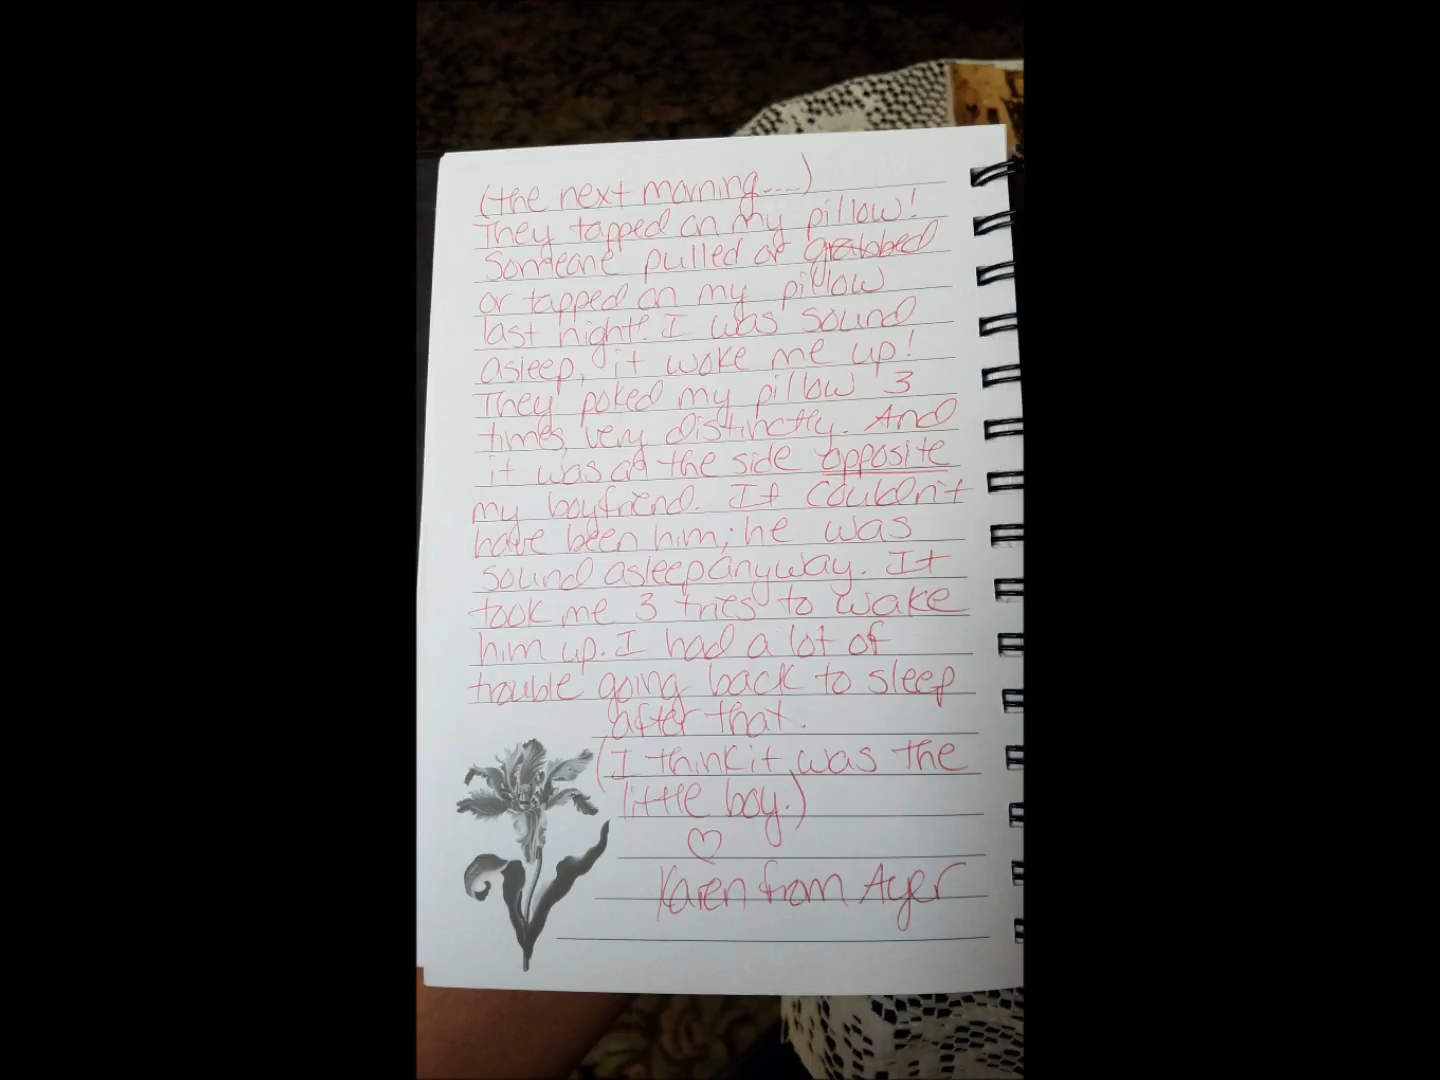 (the next morning.....)
They tapped on my pillow!
Someone pulled or grabbed
or tapped on my pillow
last night! I was sound
asleep, it woke me up!
They poked my pillow 3
times, very distinctly. And
it was on the side opposite
my boyfriend. It couldn't
have been him; he was
sound asleep anyway. It
took me 3 tries to wake
him up. I had a lot of
trouble going back to sleep
after that.
(I think it was the
little boy.)
♡
Karen from Ayer